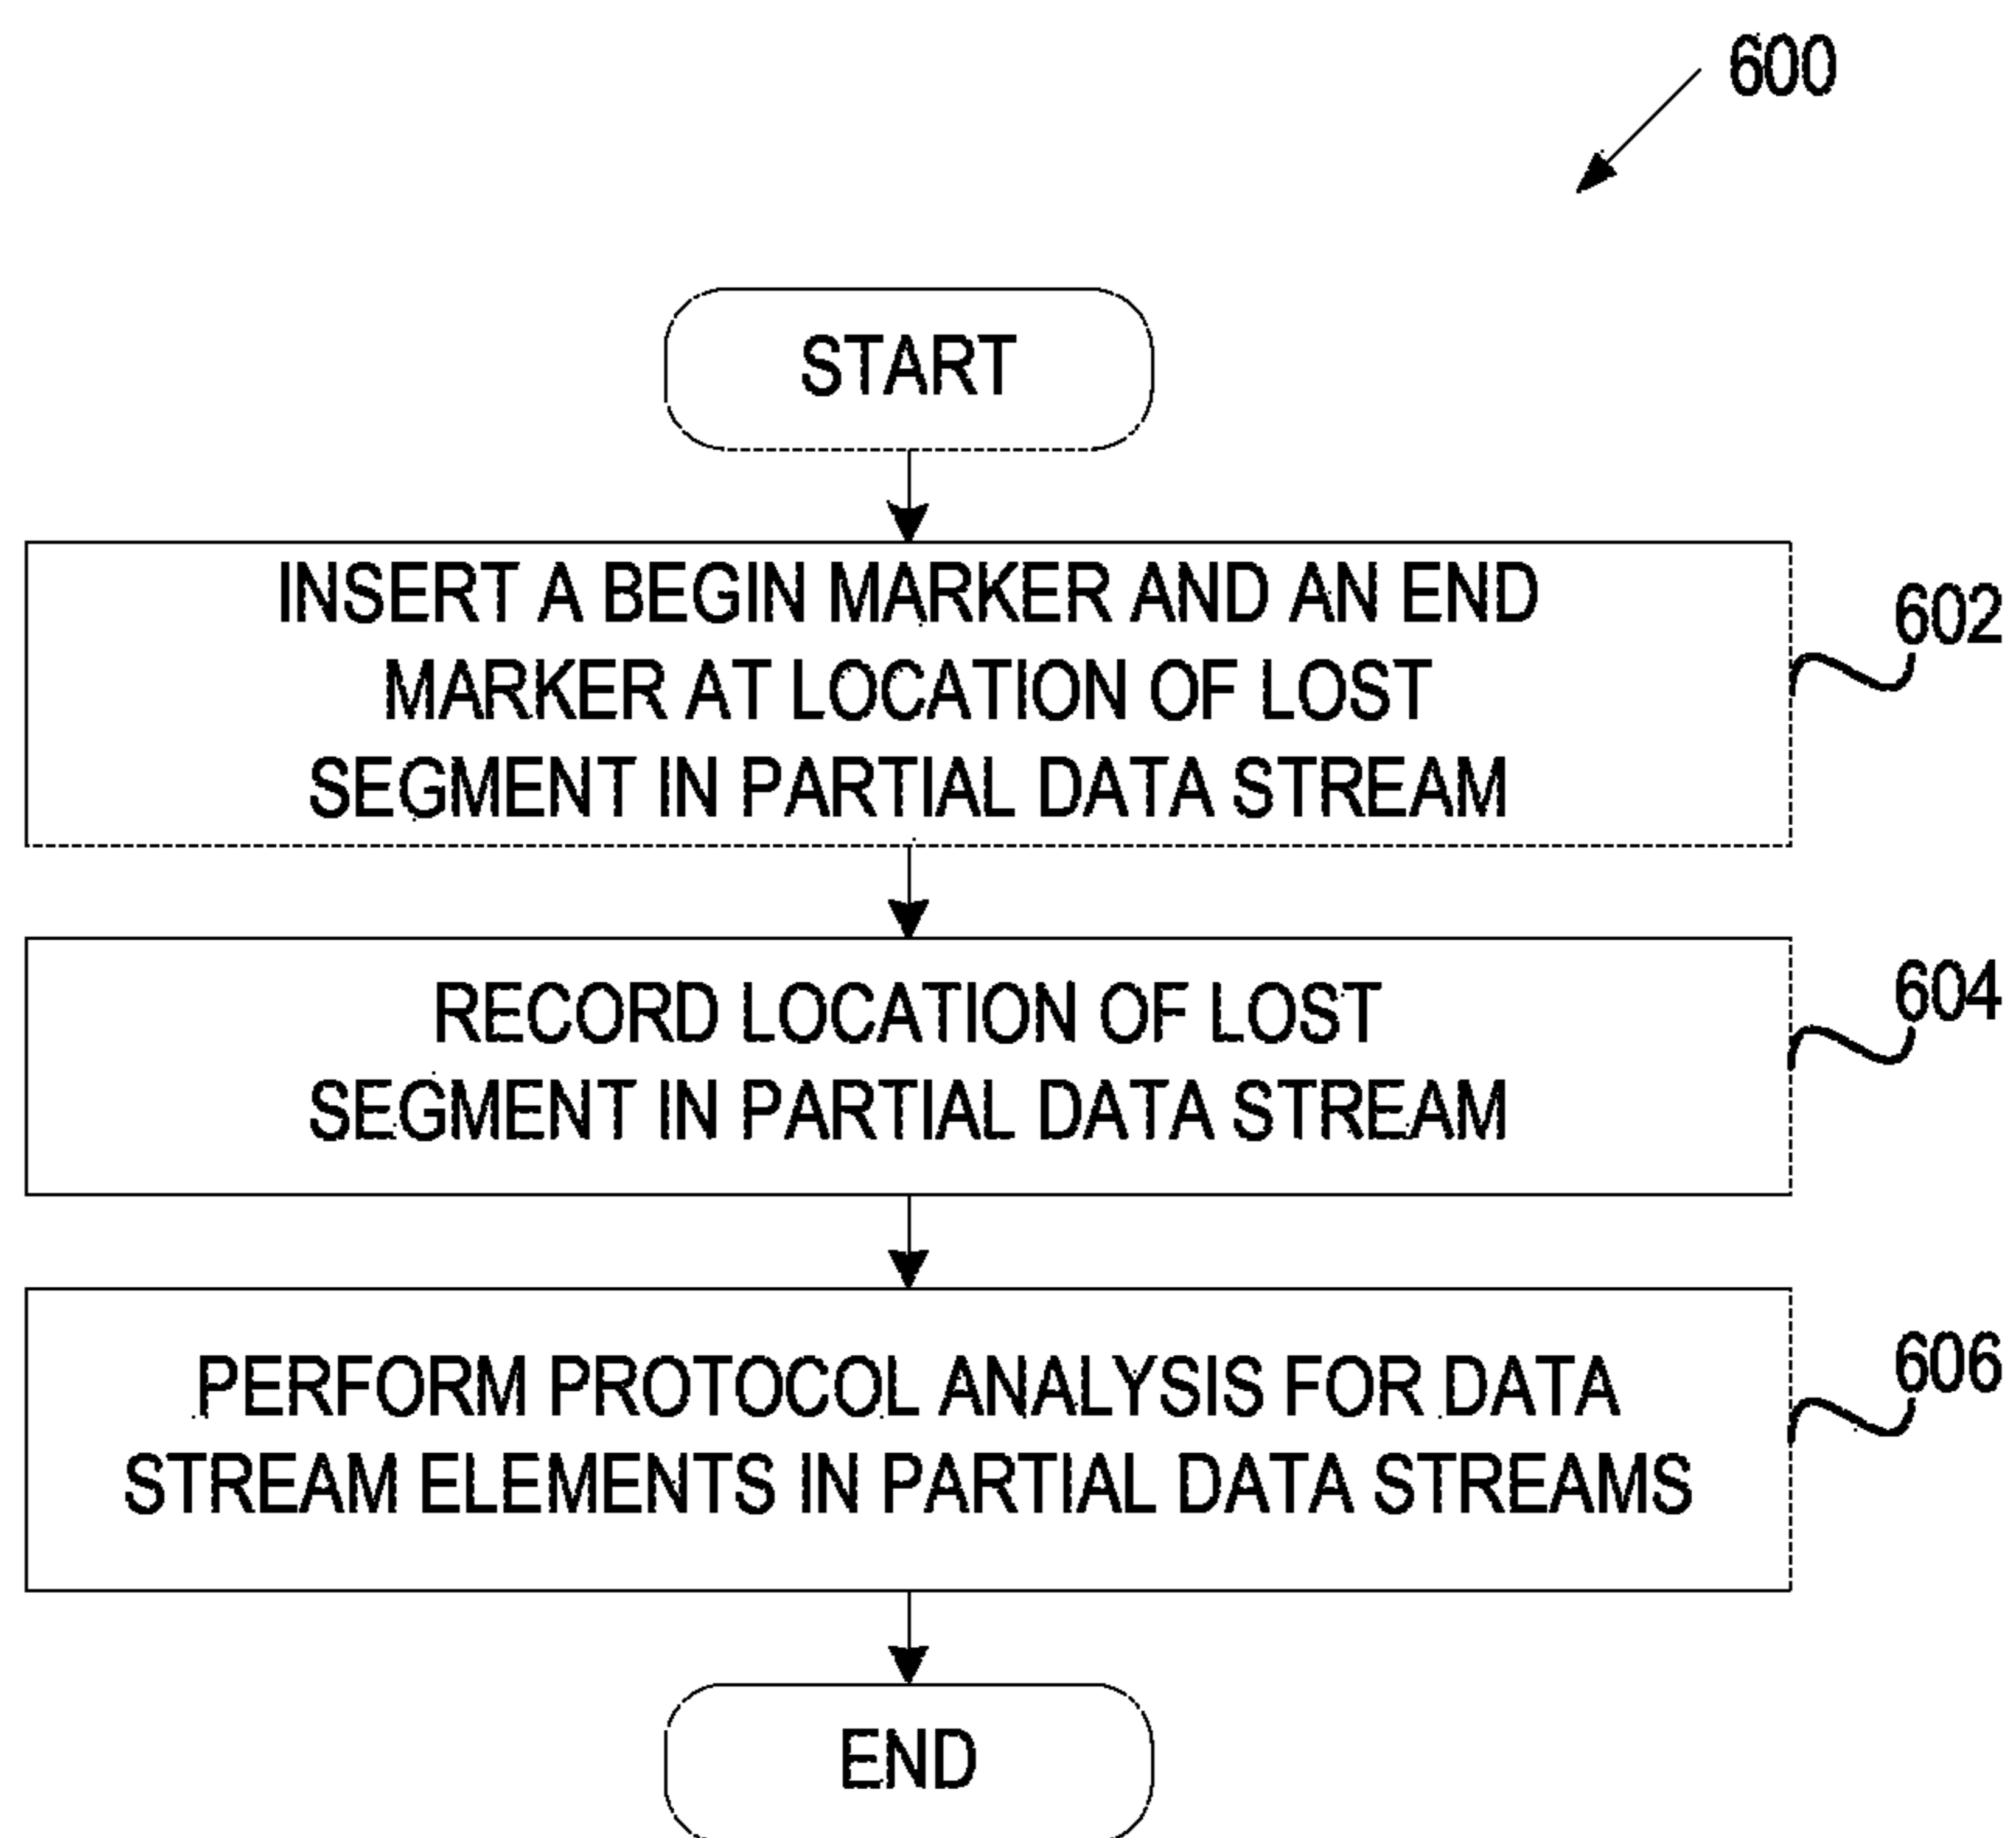 600
START
INSERT A BEGIN MARKER AND AN END
MARKER AT LOCATION OF LOST
SEGMENT IN PARTIAL DATA STREAM
602
RECORD LOCATION OF LOST
SEGMENT IN PARTIAL DATA STREAM
604
PERFORM PROTOCOL ANALYSIS FOR DATA
STREAM ELEMENTS IN PARTIAL DATA STREAMS
606
END